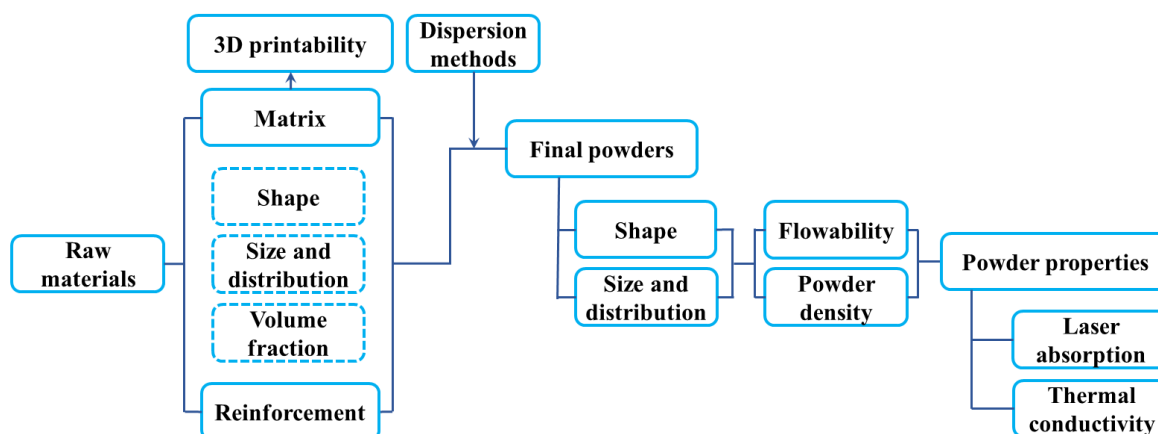 3D printability
Dispersion
methods
Matrix
Final powders
Shape
Shape
Flowability
Raw
materials
Size and
distribution
Powder properties
Size and
distribution
Powder
density
Volume
fraction
Laser
absorption
Reinforcement
Thermal
conductivity